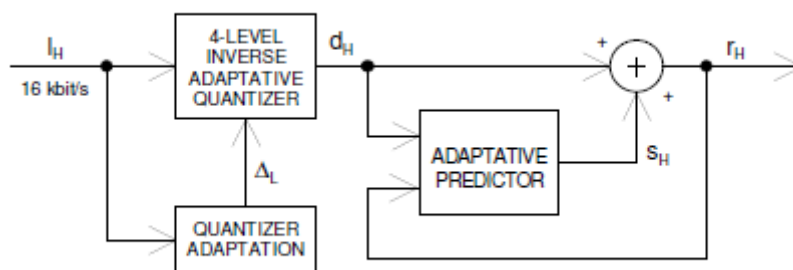 I_H
16 kbit/s
4-LEVEL
INVERSE
ADAPTATIVE
QUANTIZER
d_H
+
+
r_H
+
ADAPTATIVE
PREDICTOR
s_H
Δ_L
QUANTIZER
ADAPTATION